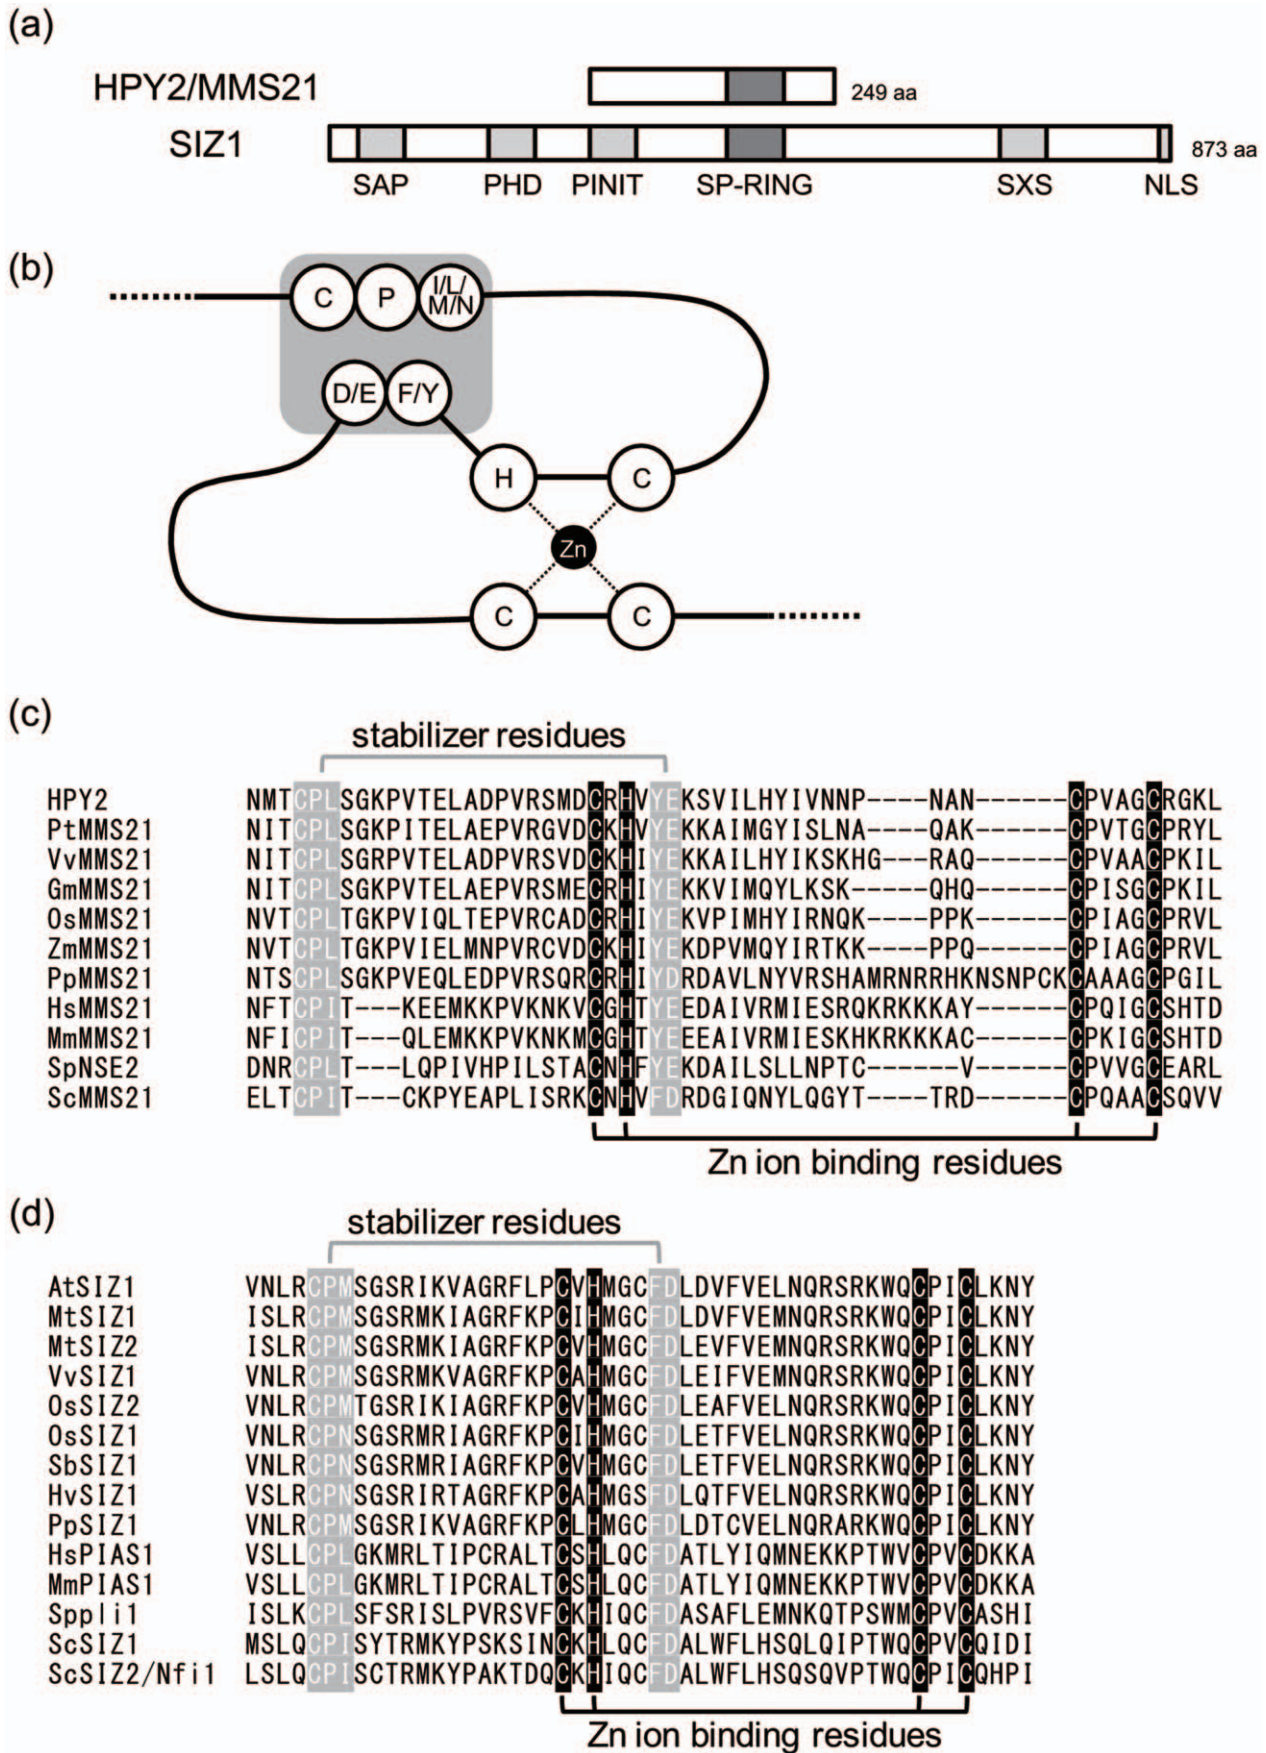 (a)
HPY2/MMS21
249 aa
SIZ1
873 aa
SAP PHD PINIT SP-RING SXS NLS
(b)
C P I/L/
M/N
D/E F/Y
H C
Zn
C C
(c)
stabilizer residues
HPY2 NMTCPLSGKPVTELADPVRSMDCRHVYEKSVILHYIVNNP----NAN------CPVAGCRGKL
PtMMS21 NITCPLSGKPITELAEPVRGVDCKHVYEKKAIMGYISLNA----QAK------CPVTGCPRYL
VvMMS21 NITCPLSGRPVTELADPVRSVDCKHIYEKKAILHYIKSKHG---RAQ------CPVAACPKIL
GmMMS21 NITCPLSGKPVTELAEPVRSMECRHIYEKKVIMQYLKSK-----QHQ------CPISGCPKIL
OsMMS21 NVTCPLTGKPVIQLTEPVRCADCRHIYEKVPIMHYIRNQK----PPK------CPIAGCPRVL
ZmMMS21 NVTCPLTGKPVIELMNPVRCVDCKHIYEKDPVMQYIRTKK----PPQ------CPIAGCPRVL
PpMMS21 NTSCPLSGKPVEQLEDPVRSQRCRHIYDRDAVLNYVRSHAMRNRRHKNSNPCKCAAAGCPGIL
HsMMS21 NFTCPIT---KEEMKKPVKNKVCGHTYEEDAIVRMIESRQKRKKKAY------CPQIGCSHTD
MmMMS21 NFICPIT---QLEMKKPVKNKMCGHTYEEEAIVRMIESKHKRKKKAC------CPKIGCSHTD
SpNSE2 DNRCPLT---LQPIVHPILSTACNHFYEKDAILSLLNPTC------V------CPVVGCEARL
ScMMS21 ELTCPIT---CKPYEAPLISRKCNHVFDRDGIQNYLQGYT----TRD------CPQAACSQVV
Zn ion binding residues
(d)
stabilizer residues
AtSIZ1 VNLRCPMSGSRIKVAGRFLPCVHMGCFDLDVFVELNQRSRKWQCPICLKNY
MtSIZ1 ISLRCPMSGSRMKIAGRFKPCIHMGCFDLDVFVELNQRSRKWQCPICLKNY
MtSIZ2 ISLRCPMSGSRMKIAGRFKPCVHMGCFDLEVFVELNQRSRKWQCPICLKNY
VvSIZ1 VNLRCPMSGSRMKVAGRFKPCAHMGCFDLEIFVELNQRSRKWQCPICLKNY
OsSIZ2 VNLRCPMTGSRIKIAGRFKPCVHMGCFDLEAFVELNQRSRKWQCPICLKNY
OsSIZ1 VNLRCPNSGSRMRIAGRFKPCIHMGCFDLETFVELNQRSRKWQCPICLKNY
SbSIZ1 VNLRCPNSGSRMRIAGRFKPCVHMGCFDLETFVELNQRSRKWQCPICLKNY
HvSIZ1 VSLRCPNSGSRIRTAGRFKPCAHMGSFDLQTFVELNQRSRKWQCPICLKNY
PpSIZ1 VNLRCPMSGSRIKVAGRFKPCLHMGCFDLDTCVELNQRARKWQCPICLKNY
HsPIAS1 VSLLCPLGKMRLTIPCRALTCSHLQCFDATLYIQMNEKKPTWVCPVCDKKA
MmPIAS1 VSLLCPLGKMRLTIPCRALTCSHLQCFDATLYIQMNEKKPTWVCPVCDKKA
Sppli1 ISLKCPLSFSRISLPVRSVFCKHIQCFDASAFLEMNKQTPSWMCPVCASHI
ScSIZ1 MSLQCPISYTRMKYPSKSINCKHLQCFDALWFLHSQLQIPTWQCPVCQIDI
ScSIZ2/Nfi1 LSLQCPISCTRMKYPAKTDQCKHIQCFDALWFLHSQSQVPTWQCPICQHPI
Zn ion binding residues